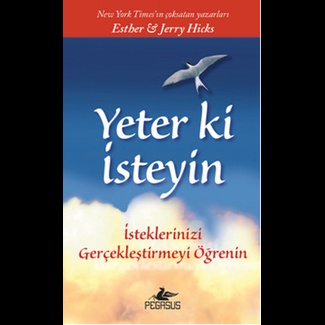 New York Times'ın çoksatan yazarları
Esther & Jerry Hicks
Yeter ki
İsteyin
İsteklerinizi
Gerçekleştirmeyi Öğrenin
PEGASUS